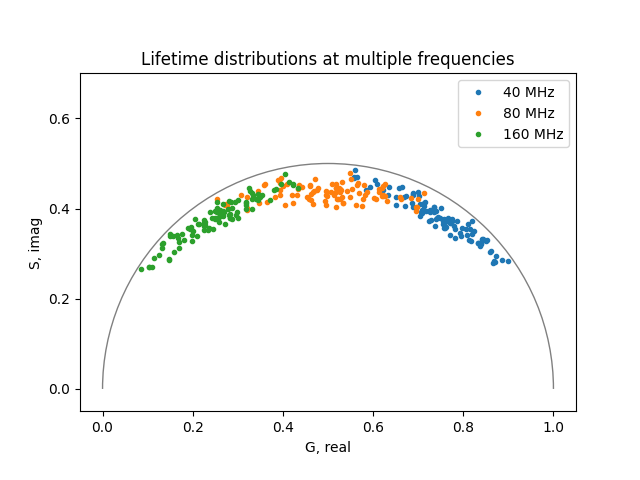 Lifetime distributions at multiple frequencies
40 MHz
80 MHz
160 MHz
0.6
0.4
0.2
0.0
S, imag
0.0 0.2 0.4 0.6 0.8 1.0
G, real